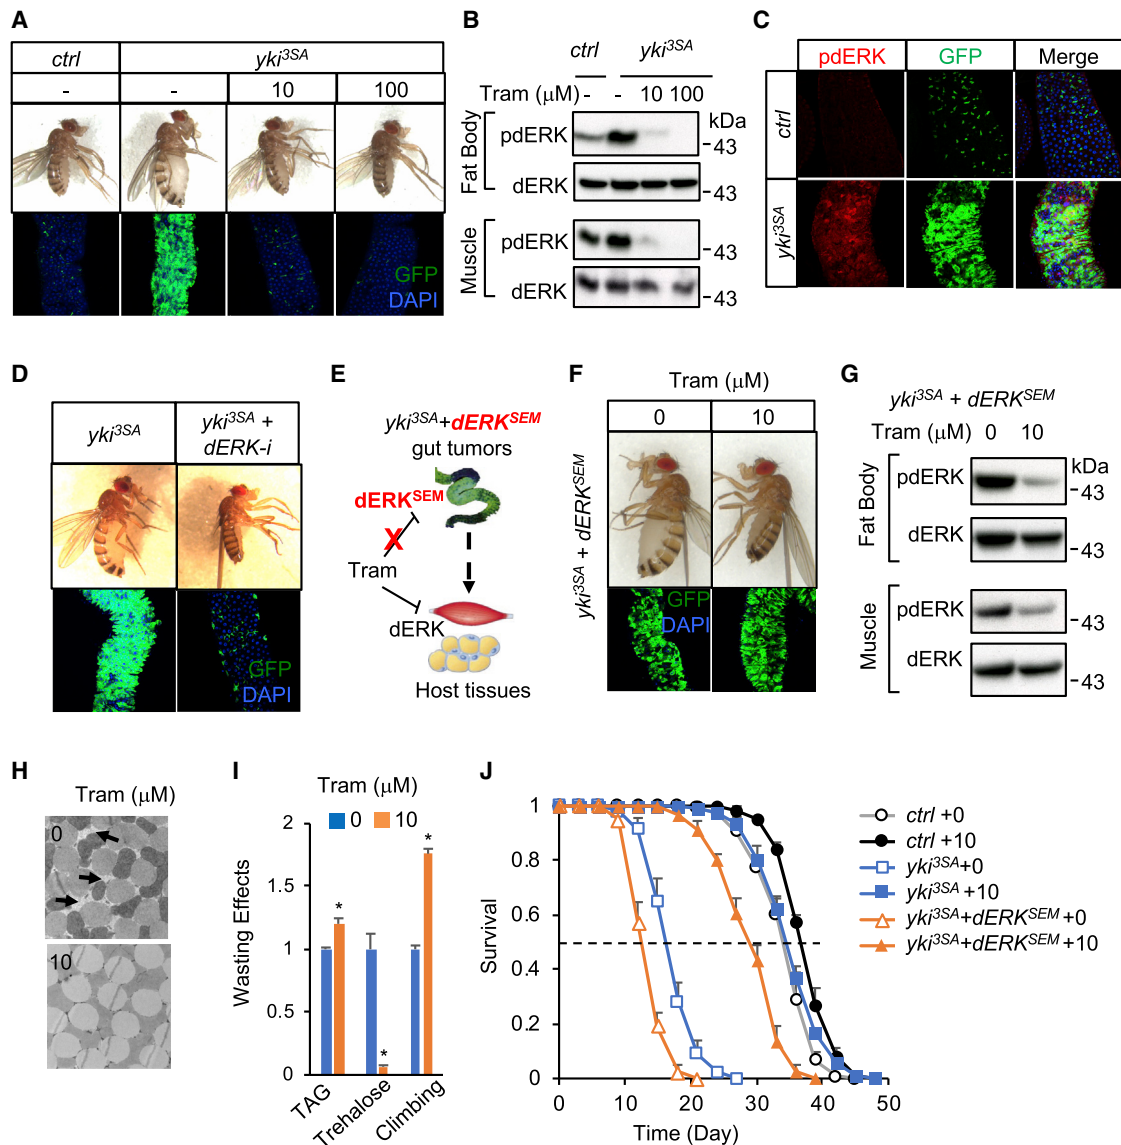 A
ctrl
yki3SA
-
-
10
100
GFP
DAPI
B
ctrl
yki3SA
Tram (μM)
-
-
10
100
kDa
Fat Body
pdERK
-43
dERK
-43
Muscle
pdERK
-43
dERK
-43
C
pdERK
GFP
Merge
ctrl
yki3SA
D
yki3SA
yki3SA +
dERK-i
GFP
DAPI
E
yki3SA+dERKSEM
gut tumors
dERKSEM
X
Tram
dERK
Host tissues
F
Tram (μM)
0
10
yki3SA + dERKSEM
GFP
DAPI
G
yki3SA + dERKSEM
Tram (μM)
0
10
kDa
Fat Body
pdERK
-43
dERK
-43
Muscle
pdERK
-43
dERK
-43
H
Tram (μM)
0
10
I
Tram (μM)
0
10
Wasting Effects
2
1.5
1
0.5
0
*
*
*
TAG
Trehalose
Climbing
J
Survival
1
0.8
0.6
0.4
0.2
0
0
10
20
30
40
50
Time (Day)
ctrl +0
ctrl +10
yki3SA+0
yki3SA +10
yki3SA+dERKSEM +0
yki3SA+dERKSEM +10